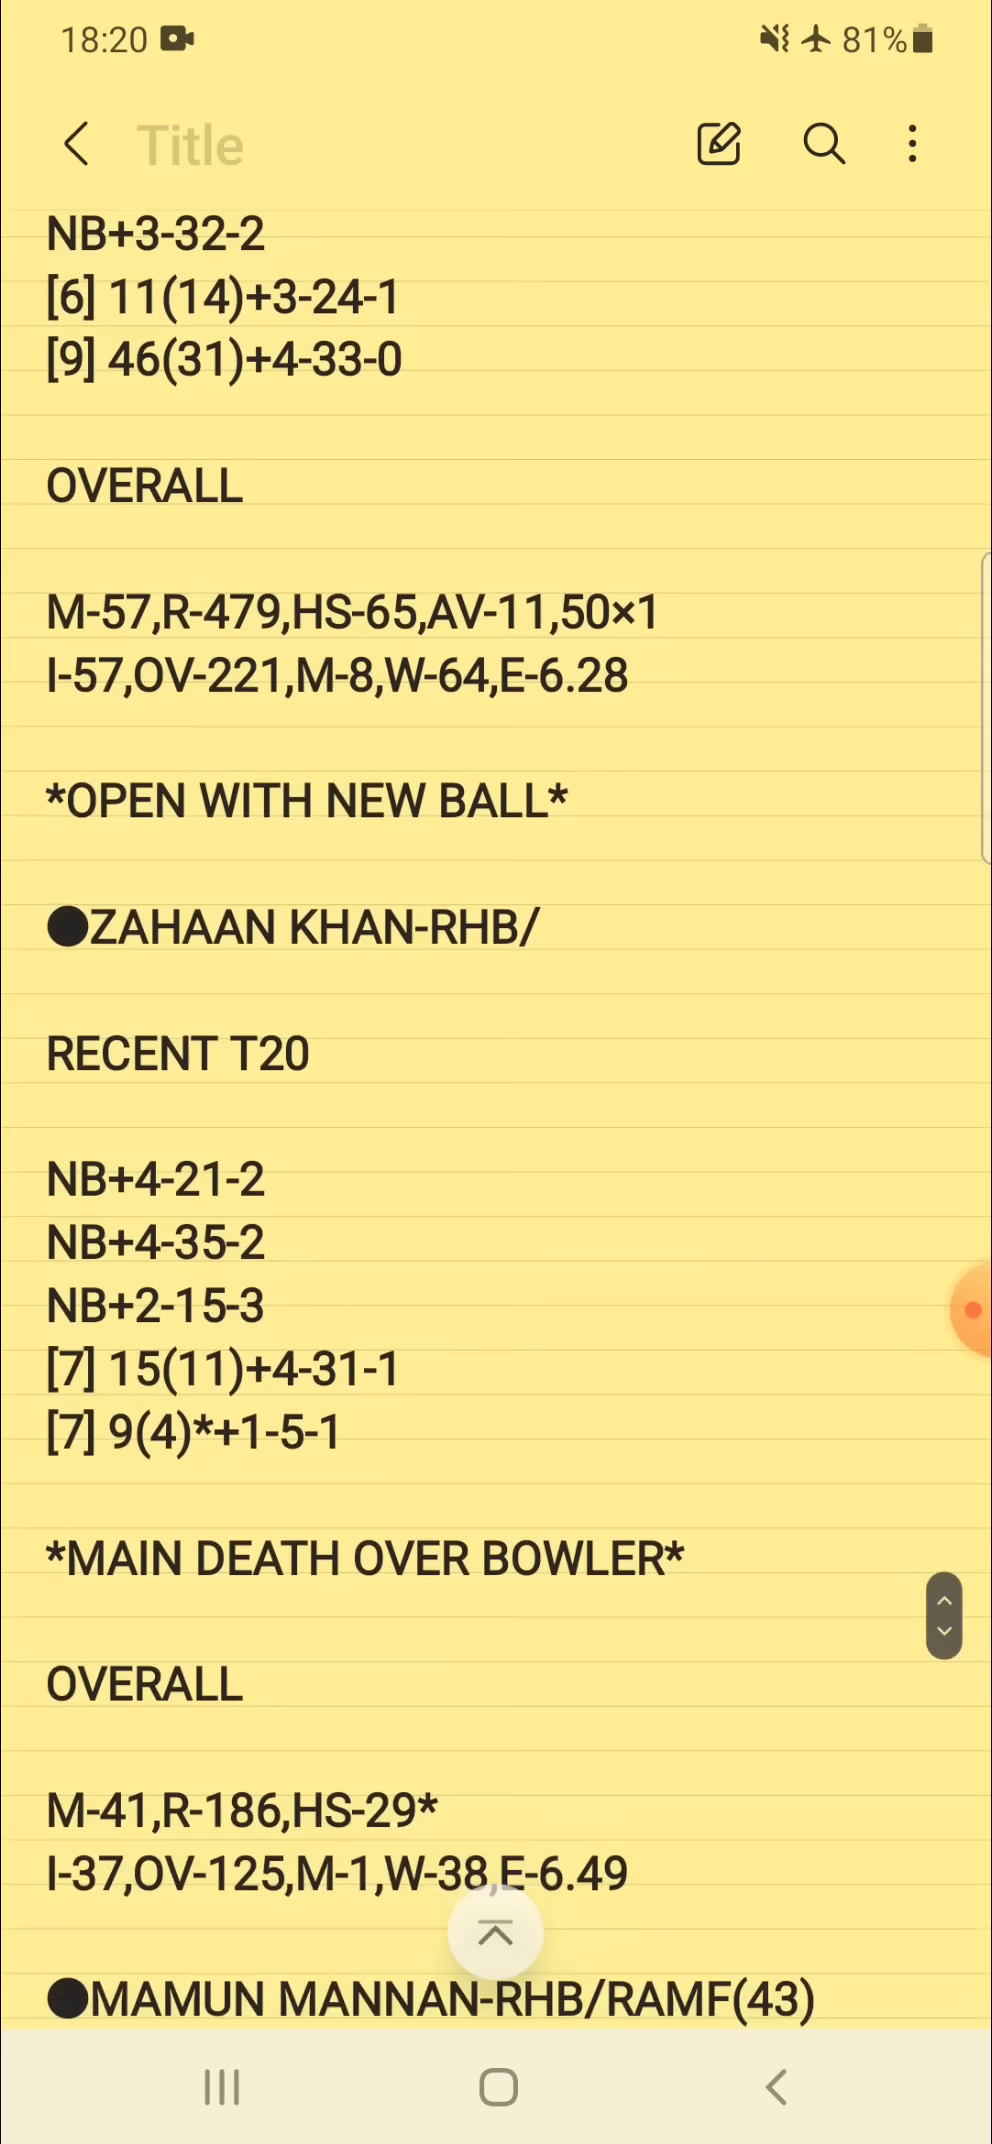 18:20
81%
Title
NB+3-32-2
[6] 11(14)+3-24-1
[9] 46(31)+4-33-0
OVERALL
M-57,R-479,HS-65,AV-11,50×1
I-57,OV-221,M-8,W-64,E-6.28
*OPEN WITH NEW BALL*
●ZAHAAN KHAN-RHB/
RECENT T20
NB+4-21-2
NB+4-35-2
NB+2-15-3
[7] 15(11)+4-31-1
[7] 9(4)*+1-5-1
*MAIN DEATH OVER BOWLER*
OVERALL
M-41,R-186,HS-29*
I-37,OV-125,M-1,W-38,E-6.49
●MAMUN MANNAN-RHB/RAMF(43)